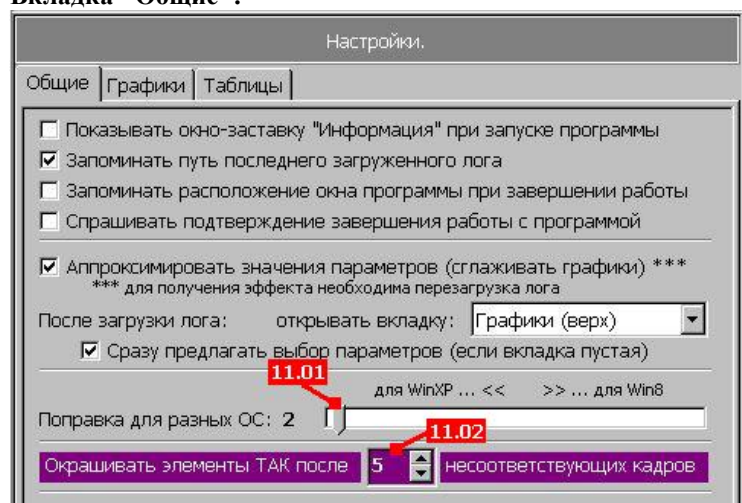 Вкладка "Общие".
Настройки.
Общие Графики Таблицы
Показывать окно-заставку "Информация" при запуске программы
Запоминать путь последнего загруженного лога
Запоминать расположение окна программы при завершении работы
Спрашивать подтверждение завершения работы с программой
Аппроксимировать значения параметров (сглаживать графики) ***
*** для получения эффекта необходима перезагрузка лога
После загрузки лога: открывать вкладку: Графики (верх)
Сразу предлагать выбор параметров (если вкладка пустая)
11.01
для WinXP ... << >> ... для Win8
Поправка для разных ОС: 2
11.02
Окрашивать элементы ТАК после 5 несоответствующих кадров